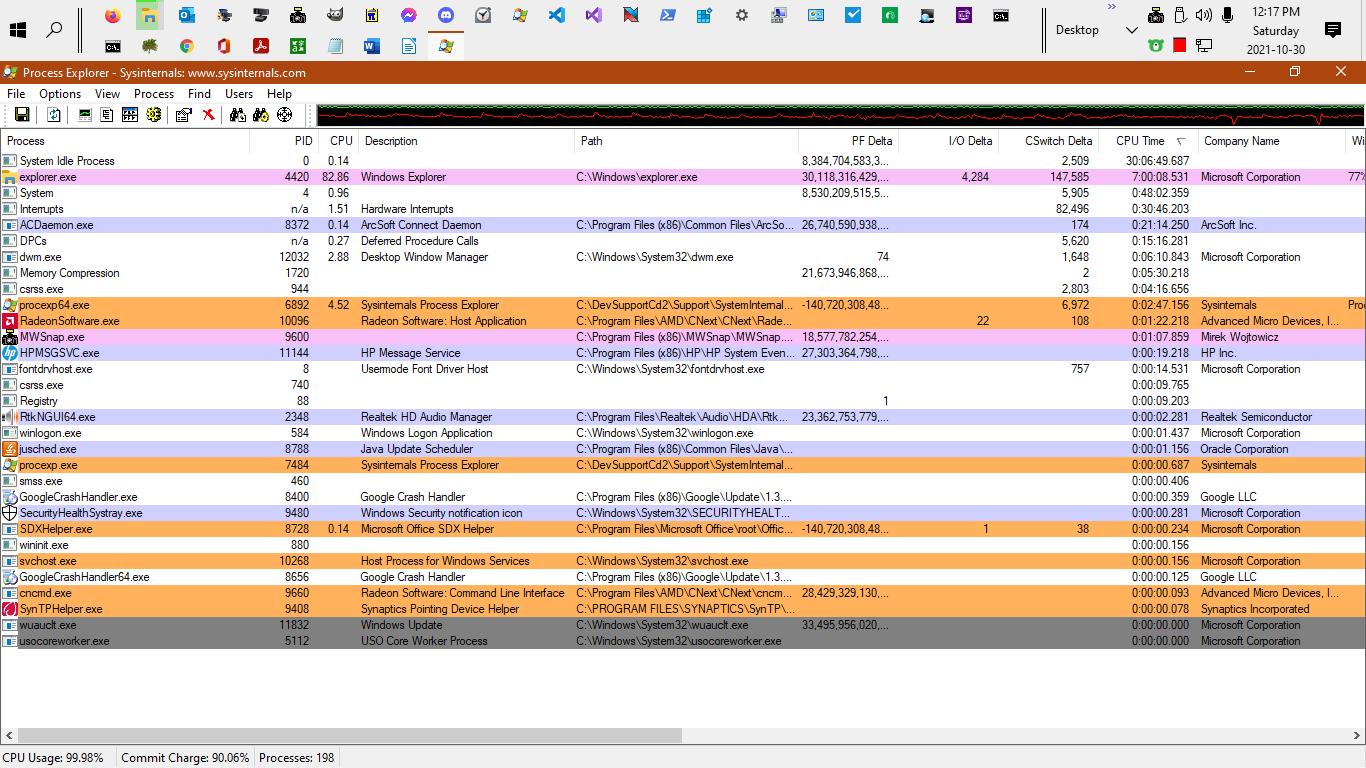 12:17 PM
Desktop
Saturday
2021-10-30
Process Explorer - Sysinternals: www.sysinternals.com
File Options View Process Find Users Help
Process PID CPU Description Path PF Delta I/O Delta CSwitch Delta CPU Time Company Name Wi
System Idle Process 0 0.14 8,384,704,583,3... 2,509 30:06:49.687
explorer.exe 4420 82.86 Windows Explorer C:\Windows\explorer.exe 30,118,316,429,... 4,284 147,585 7:00:08.531 Microsoft Corporation 77%
System 4 0.96 8,530,209,515,5... 5,905 0:48:02.359
Interrupts n/a 1.51 Hardware Interrupts 82,496 0:30:46.203
ACDaemon.exe 8372 0.14 ArcSoft Connect Daemon C:\Program Files (x86)\Common Files\ArcSo... 26,740,590,938,... 174 0:21:14.250 ArcSoft Inc.
DPCs n/a 0.27 Deferred Procedure Calls 5,620 0:15:16.281
dwm.exe 12032 2.88 Desktop Window Manager C:\Windows\System32\dwm.exe 74 1,648 0:06:10.843 Microsoft Corporation
Memory Compression 1720 21,673,946,868,... 2 0:05:30.218
csrss.exe 944 2,803 0:04:16.656
procexp64.exe 6892 4.52 Sysinternals Process Explorer C:\DevSupportCd2\Support\SystemInternal... -140,720,308,48... 6,972 0:02:47.156 Sysinternals Pro
RadeonSoftware.exe 10096 Radeon Software: Host Application C:\Program Files\AMD\CNext\CNext\Rade... 22 108 0:01:22.218 Advanced Micro Devices, I...
MWSnap.exe 9600 C:\Program Files (x86)\MWSnap\MWSnap.... 18,577,782,254,... 0:01:07.859 Mirek Wojtowicz
HPMSGSVC.exe 11144 HP Message Service C:\Program Files (x86)\HP\HP System Even... 27,303,364,798,... 0:00:19.218 HP Inc.
fontdrvhost.exe 8 Usermode Font Driver Host C:\Windows\System32\fontdrvhost.exe 757 0:00:14.531 Microsoft Corporation
csrss.exe 740 0:00:09.765
Registry 88 1 0:00:09.203
RtkNGUI64.exe 2348 Realtek HD Audio Manager C:\Program Files\Realtek\Audio\HDA\Rtk... 23,362,753,779,... 0:00:02.281 Realtek Semiconductor
winlogon.exe 584 Windows Logon Application C:\Windows\System32\winlogon.exe 0:00:01.437 Microsoft Corporation
jusched.exe 8788 Java Update Scheduler C:\Program Files (x86)\Common Files\Java\... 0:00:01.156 Oracle Corporation
procexp.exe 7484 Sysinternals Process Explorer C:\DevSupportCd2\Support\SystemInternal... 0:00:00.687 Sysinternals
smss.exe 460 0:00:00.406
GoogleCrashHandler.exe 8400 Google Crash Handler C:\Program Files (x86)\Google\Update\1.3.... 0:00:00.359 Google LLC
SecurityHealthSystray.exe 9480 Windows Security notification icon C:\Windows\System32\SECURITYHEALT... 0:00:00.281 Microsoft Corporation
SDXHelper.exe 8728 0.14 Microsoft Office SDX Helper C:\Program Files\Microsoft Office\root\Offic... -140,720,308,48... 1 38 0:00:00.234 Microsoft Corporation
wininit.exe 880 0:00:00.156
svchost.exe 10268 Host Process for Windows Services C:\Windows\System32\svchost.exe 0:00:00.156 Microsoft Corporation
GoogleCrashHandler64.exe 8656 Google Crash Handler C:\Program Files (x86)\Google\Update\1.3.... 0:00:00.125 Google LLC
cncmd.exe 9660 Radeon Software: Command Line Interface C:\Program Files\AMD\CNext\CNext\cncm... 28,429,329,130,... 0:00:00.093 Advanced Micro Devices, I...
SynTPHelper.exe 9408 Synaptics Pointing Device Helper C:\PROGRAM FILES\SYNAPTICS\SynTP\... 0:00:00.078 Synaptics Incorporated
wuauclt.exe 11832 Windows Update C:\Windows\System32\wuauclt.exe 33,495,956,020,... 0:00:00.000 Microsoft Corporation
usocoreworker.exe 5112 USO Core Worker Process C:\Windows\System32\usocoreworker.exe 0:00:00.000 Microsoft Corporation
CPU Usage: 99.98% Commit Charge: 90.06% Processes: 198